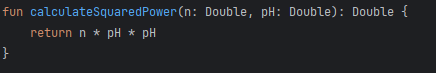 fun calculateSquaredPower(n: Double, pH: Double): Double {
    return n * pH * pH
}